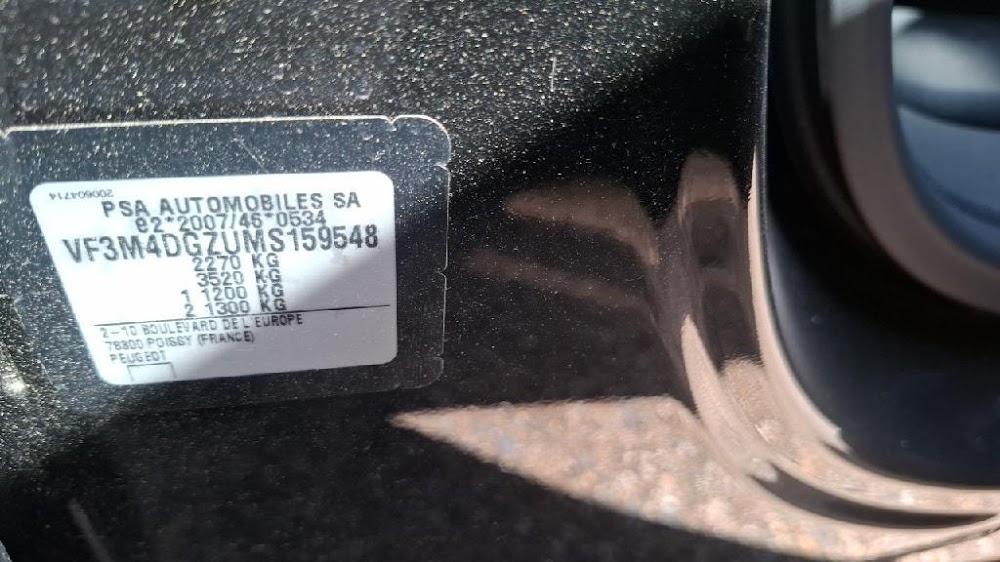 200604714
PSA AUTOMOBILES SA
e2*2007/46*0534
VF3M4DGZUMS159548
2270 KG
3520 KG
1 1200 KG
2 1300 KG
2-10 BOULEVARD DE L'EUROPE
78300 POISSY (FRANCE)
PEUGEOT